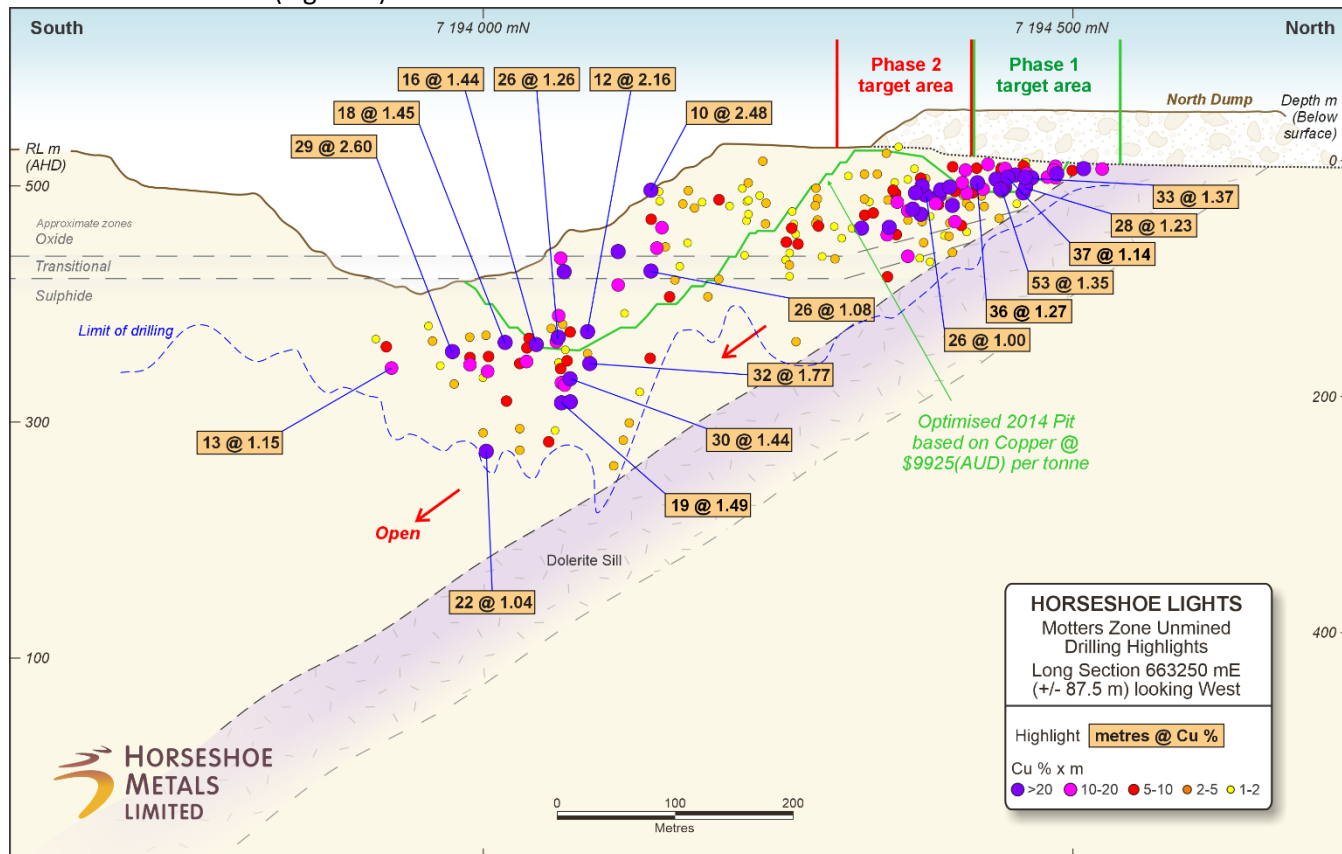 South
7 194 000 mN
7 194 500 mN
North
Phase 2
target area
Phase 1
target area
North Dump
Depth m
(Below
surface)
0
16 @ 1.44
26 @ 1.26
12 @ 2.16
18 @ 1.45
10 @ 2.48
29 @ 2.60
RL m
(AHD)
500
33 @ 1.37
28 @ 1.23
37 @ 1.14
53 @ 1.35
36 @ 1.27
26 @ 1.00
26 @ 1.08
Approximate zones
Oxide
Transitional
Sulphide
Limit of drilling
32 @ 1.77
200
300
13 @ 1.15
30 @ 1.44
Optimised 2014 Pit
based on Copper @
$9925(AUD) per tonne
19 @ 1.49
Open
Dolerite Sill
22 @ 1.04
400
100
HORSESHOE LIGHTS
Motters Zone Unmined
Drilling Highlights
Long Section 663250 mE
(+/- 87.5 m) looking West
Highlight metres @ Cu %
Cu % x m
>20 10-20 5-10 2-5 1-2
HORSESHOE
METALS
LIMITED
0 100 200
Metres